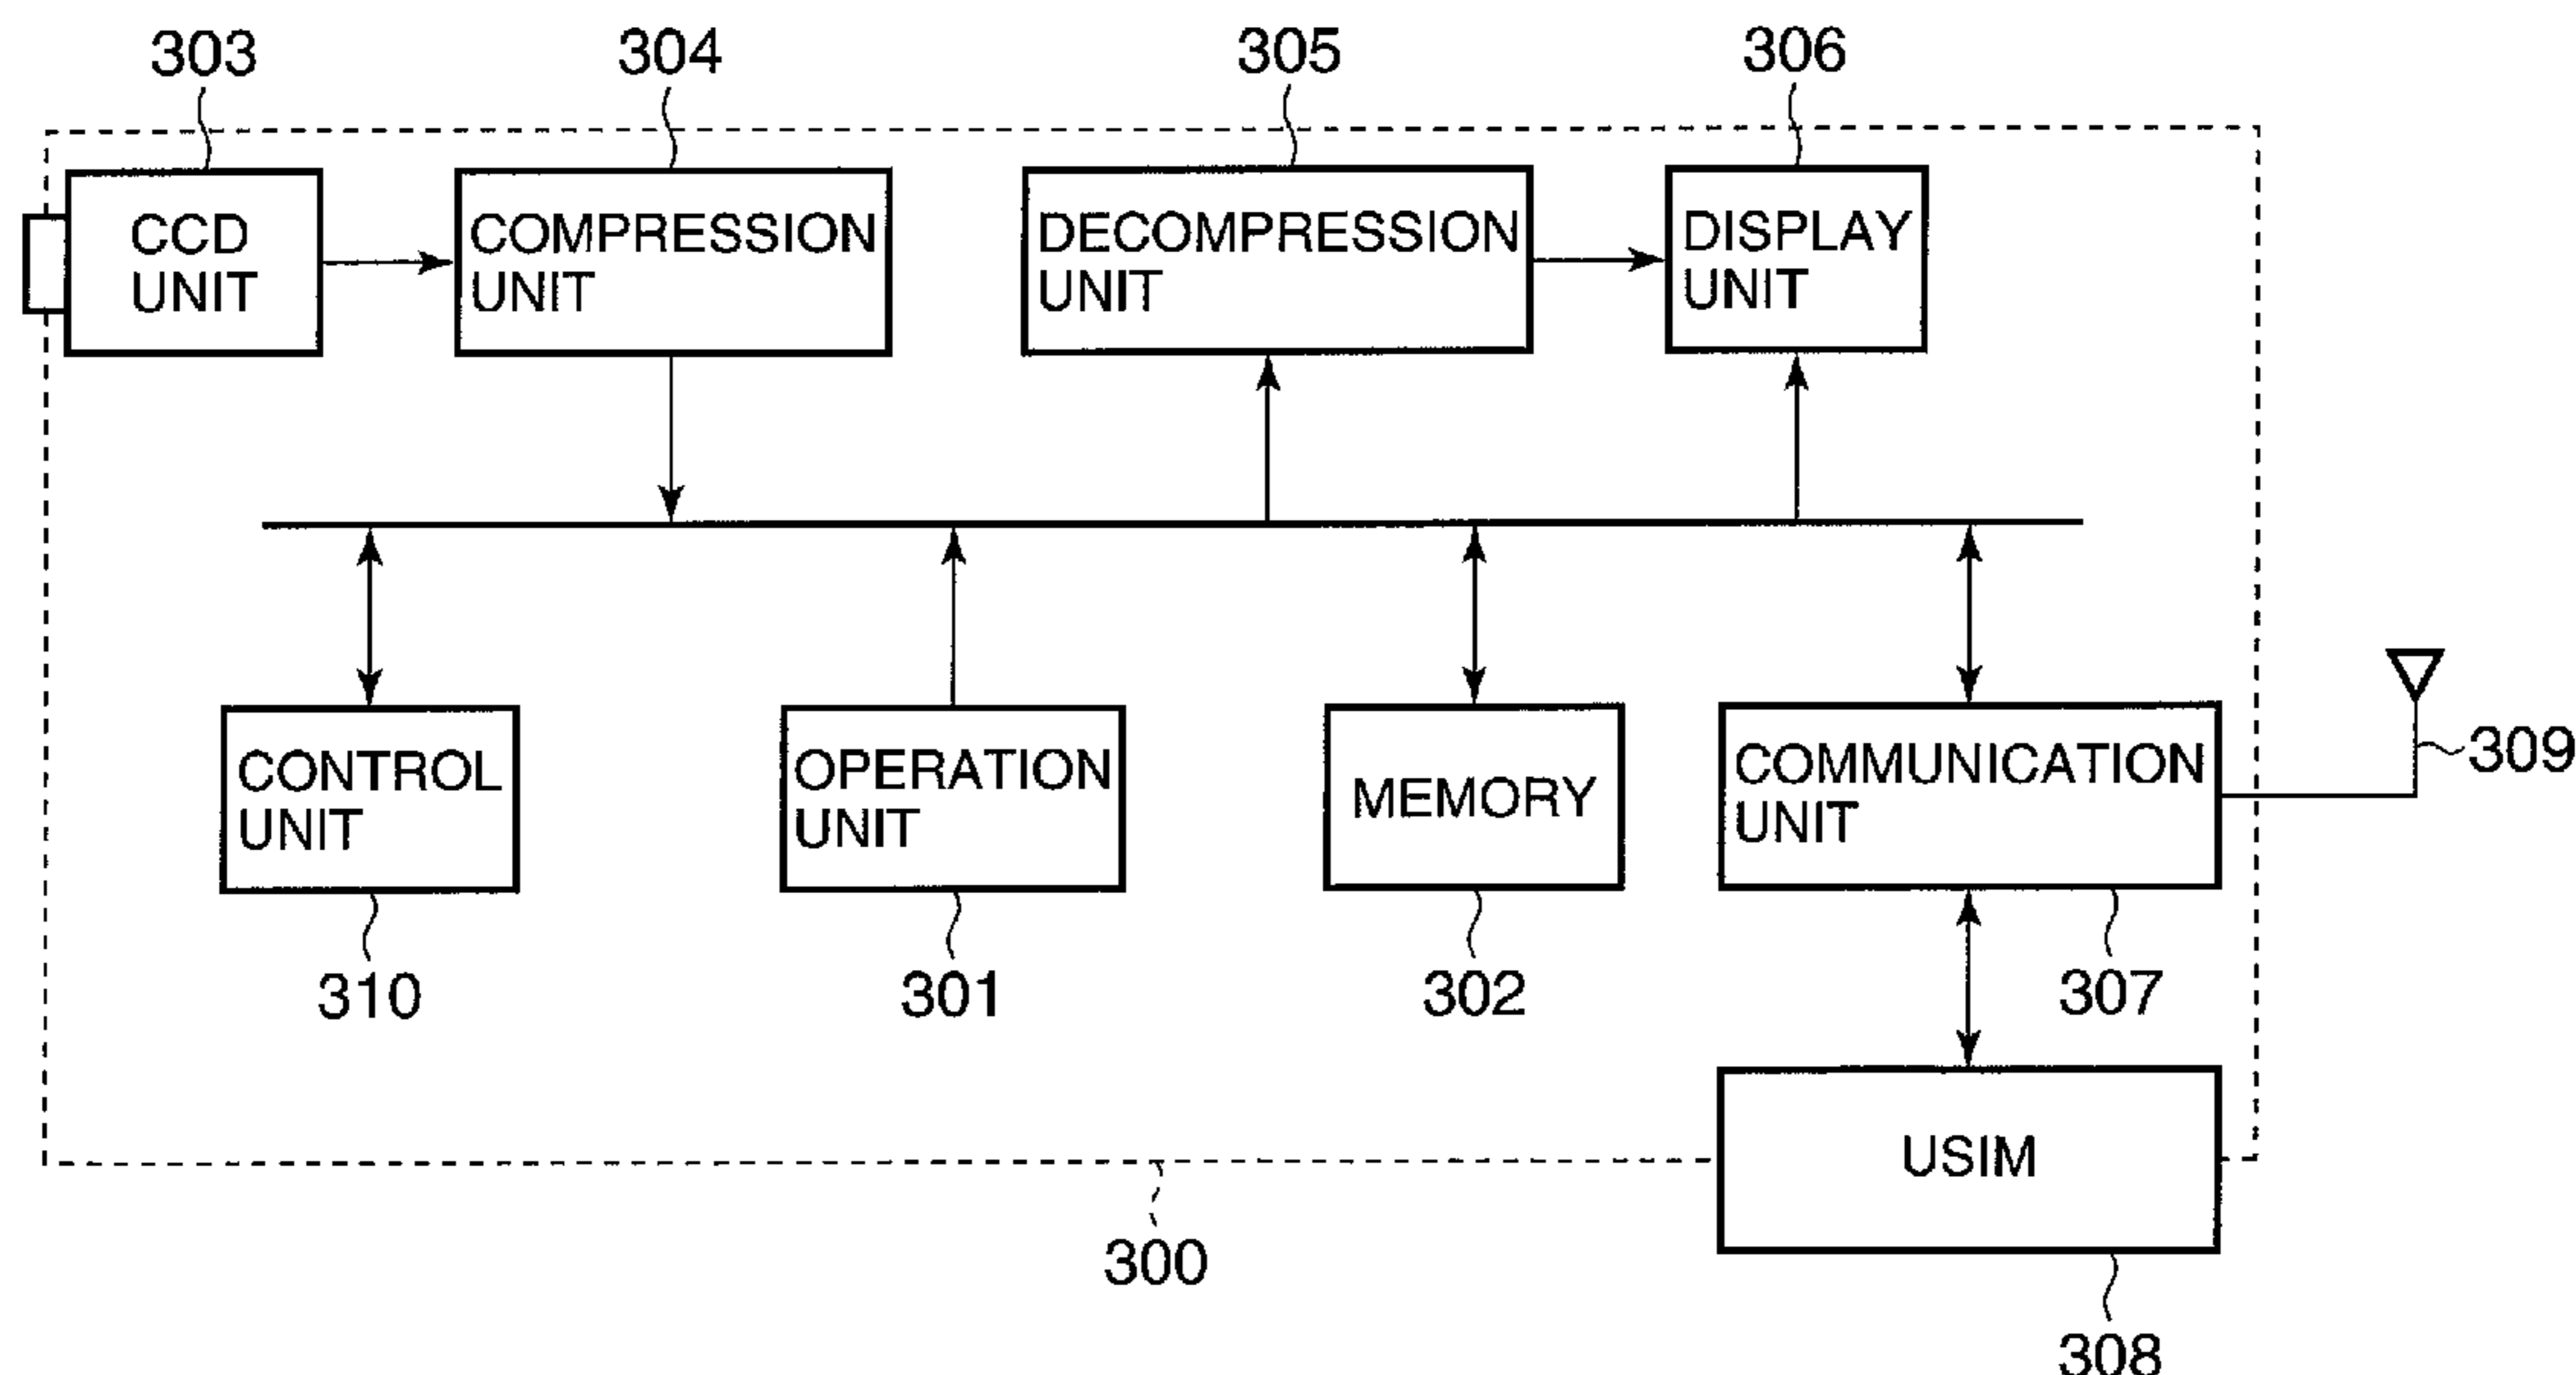 303
304
305
306
CCD
UNIT
COMPRESSION
UNIT
DECOMPRESSION
UNIT
DISPLAY
UNIT
309
CONTROL
UNIT
OPERATION
UNIT
MEMORY
COMMUNICATION
UNIT
310
301
302
307
USIM
300
308